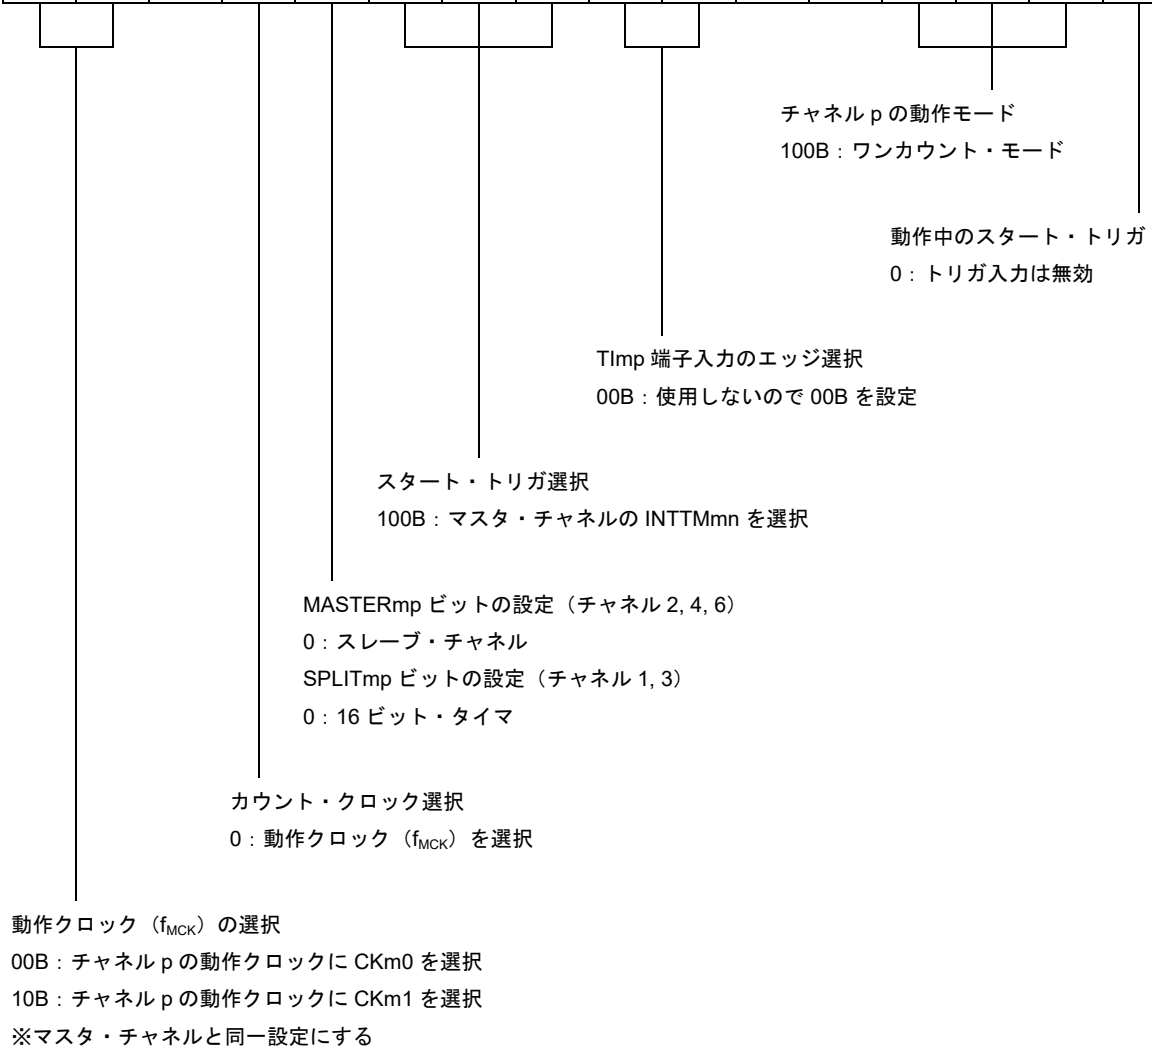 チャネル p の動作モード
100B：ワンカウント・モード
動作中のスタート・トリガ
0：トリガ入力は無効
TImp 端子入力のエッジ選択
00B：使用しないので 00B を設定
スタート・トリガ選択
100B：マスタ・チャネルの INTTMmn を選択
MASTERmp ビットの設定（チャネル 2, 4, 6）
0：スレーブ・チャネル
SPLITmp ビットの設定（チャネル 1, 3）
0：16 ビット・タイマ
カウント・クロック選択
0：動作クロック（fMCK）を選択
動作クロック（fMCK）の選択
00B：チャネル p の動作クロックに CKm0 を選択
10B：チャネル p の動作クロックに CKm1 を選択
※マスタ・チャネルと同一設定にする